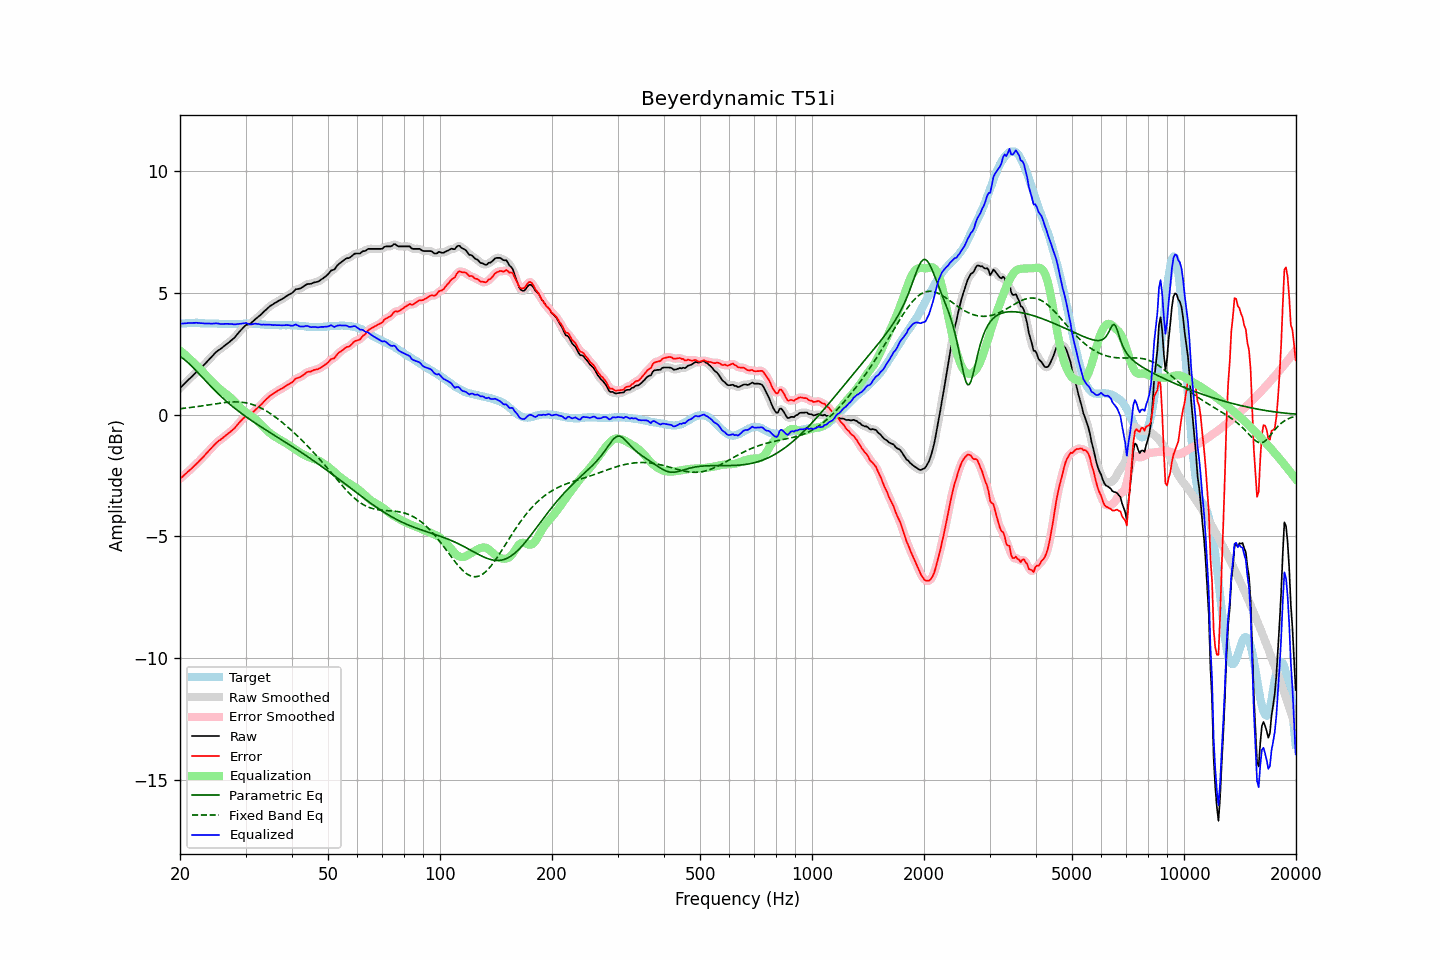 Beyerdynamic T51i
Amplitude (dBr)
10
5
0
−5
−10
−15
Target
Raw Smoothed
Error Smoothed
Raw
Error
Equalization
Parametric Eq
Fixed Band Eq
Equalized
20 50 100 200 500 1000 2000 5000 10000 20000
Frequency (Hz)